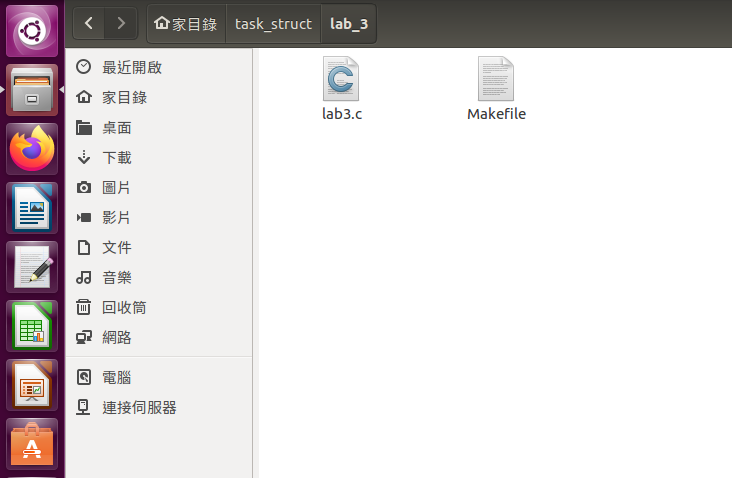 家目錄 task_struct lab_3
最近開啟
家目錄
桌面
下載
圖片
影片
文件
音樂
回收筒
網路
電腦
連接伺服器
lab3.c
Makefile